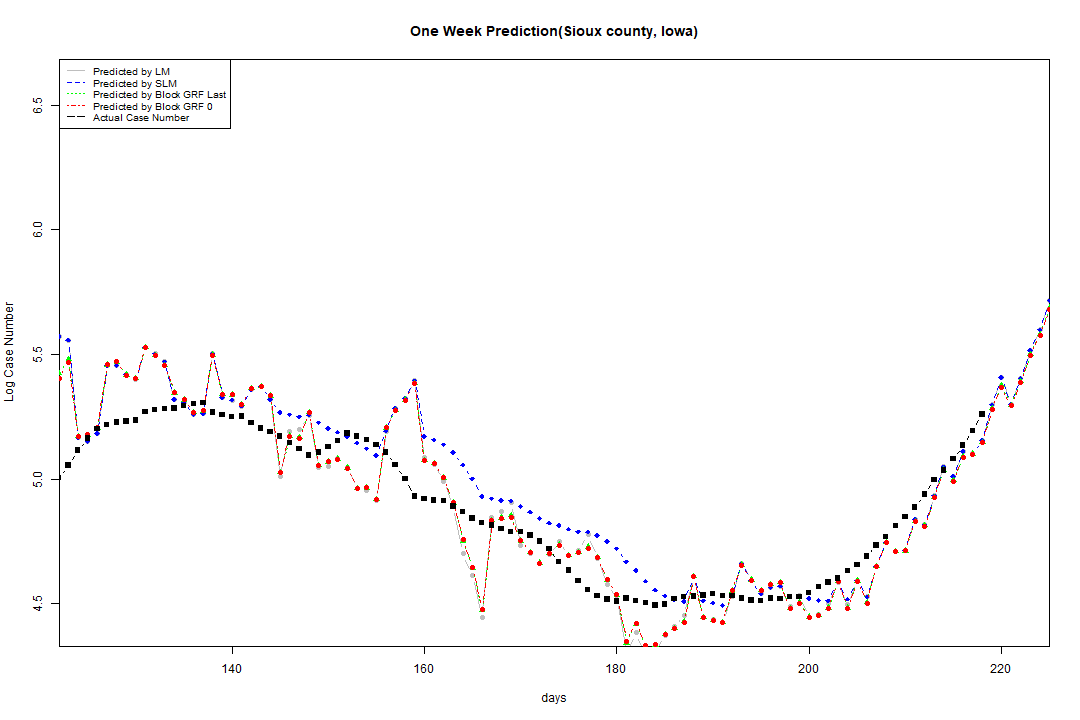 One Week Prediction(Sioux county, Iowa)
Predicted by LM
Predicted by SLM
Predicted by Block GRF Last
Predicted by Block GRF 0
Actual Case Number
6.5
6.0
5.5
5.0
4.5
Log Case Number
140 160 180 200 220
days